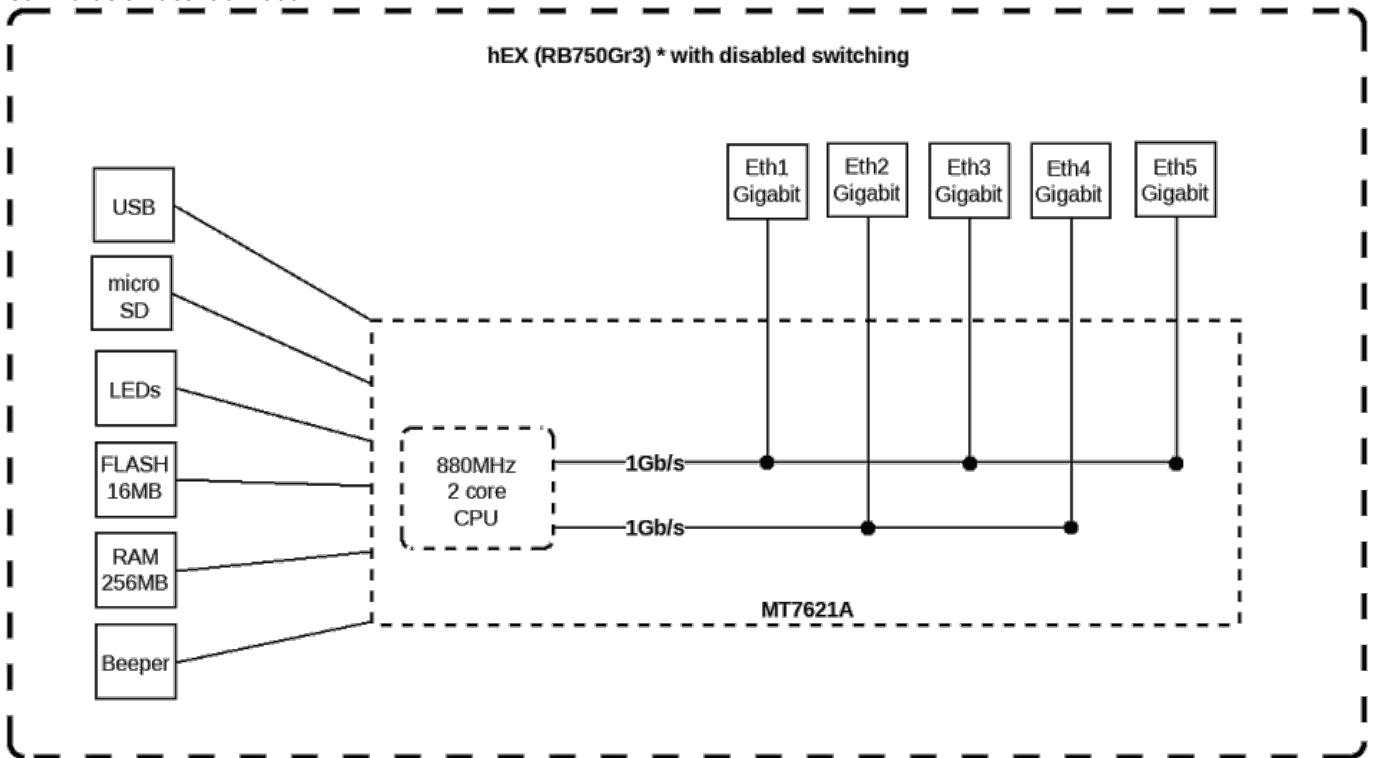 hEX (RB750Gr3) * with disabled switching
Eth1
Gigabit
Eth2
Gigabit
Eth3
Gigabit
Eth4
Gigabit
Eth5
Gigabit
USB
micro
SD
LEDs
FLASH
16MB
RAM
256MB
Beeper
880MHz
2 core
CPU
1Gb/s
1Gb/s
MT7621A